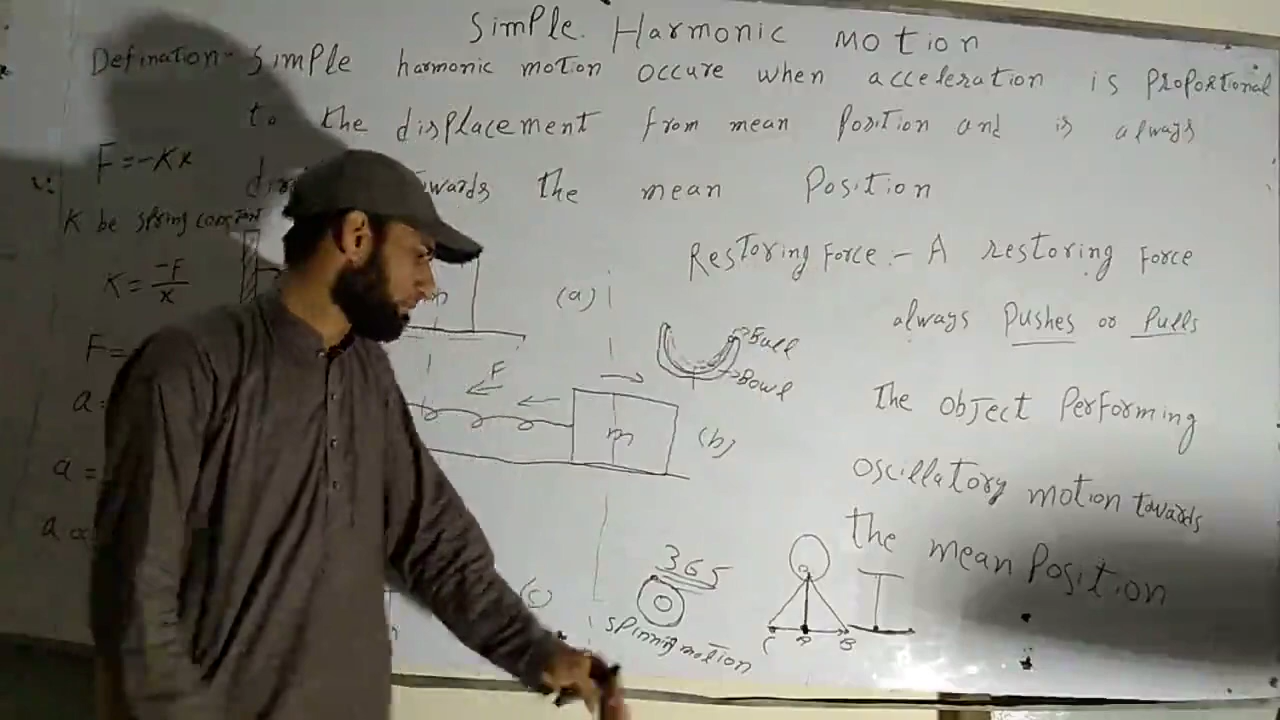 Simple Harmonic motion
Defination:- Simple harmonic motion occure when acceleration is proportional
to the displacement from mean Position and is always
the mean Position
F=-Kx
K be spring constant
K = -F/x
F=
a =
a =
a ∝
Restoring Force :- A restoring Force
always Pushes or Pulls
The object Performing
oscillatory motion towards
the mean Position
(a)
Ball
Bowl
F
m
(b)
(c)
365
spinning motion
C A B